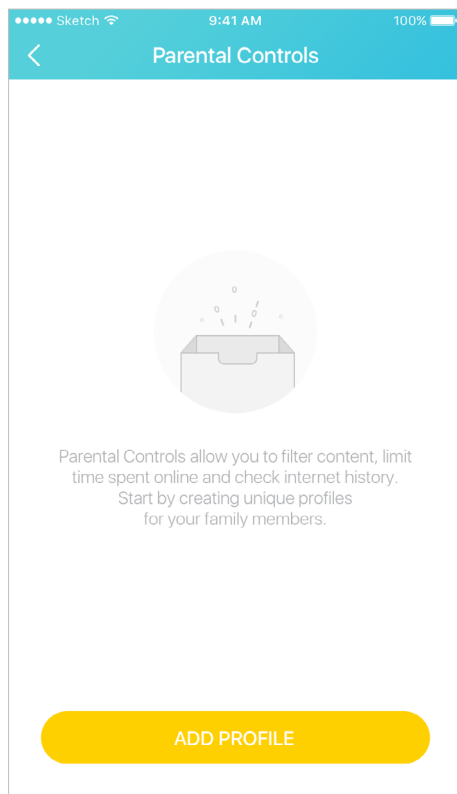 Sketch 9:41 AM 100%
Parental Controls
Parental Controls allow you to filter content, limit
time spent online and check internet history.
Start by creating unique profiles
for your family members.
ADD PROFILE